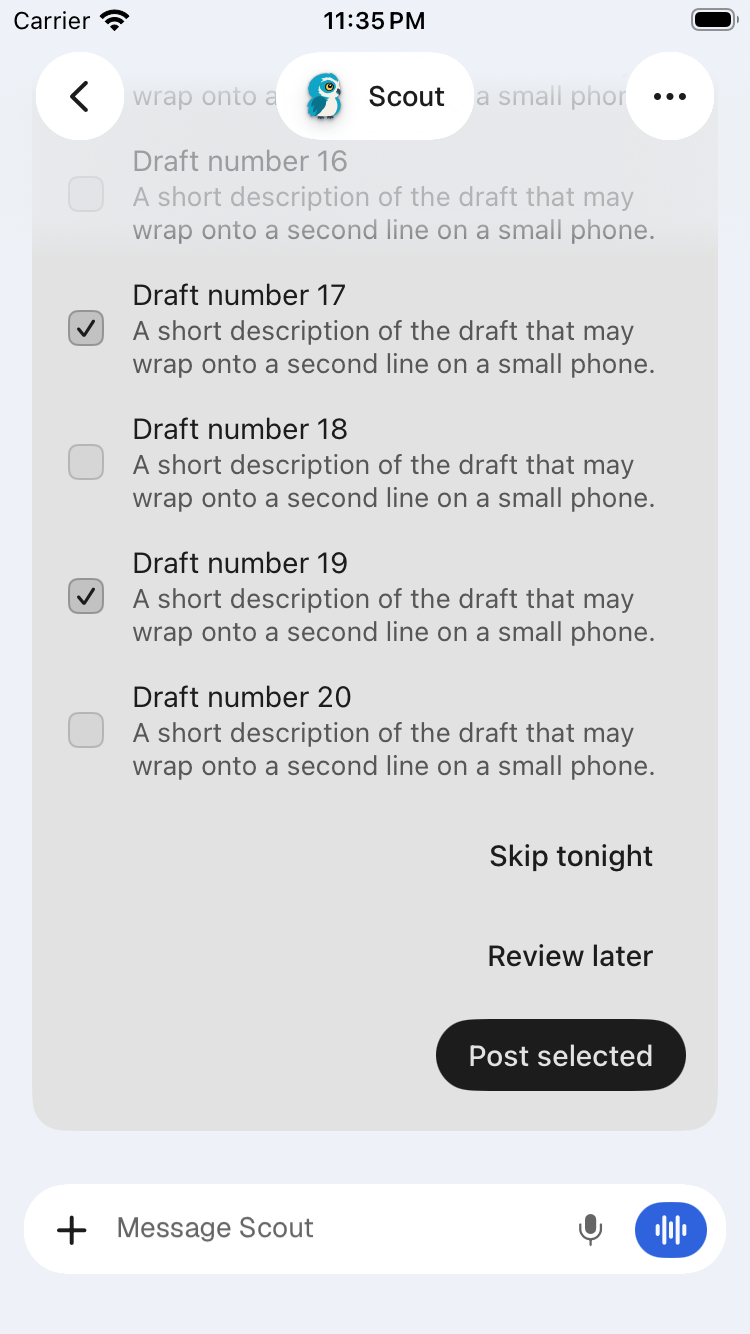 Carrier
11:35 PM
Scout
wrap onto a
a small phon
Draft number 16
A short description of the draft that may
wrap onto a second line on a small phone.
Draft number 17
A short description of the draft that may
wrap onto a second line on a small phone.
Draft number 18
A short description of the draft that may
wrap onto a second line on a small phone.
Draft number 19
A short description of the draft that may
wrap onto a second line on a small phone.
Draft number 20
A short description of the draft that may
wrap onto a second line on a small phone.
Skip tonight
Review later
Post selected
Message Scout